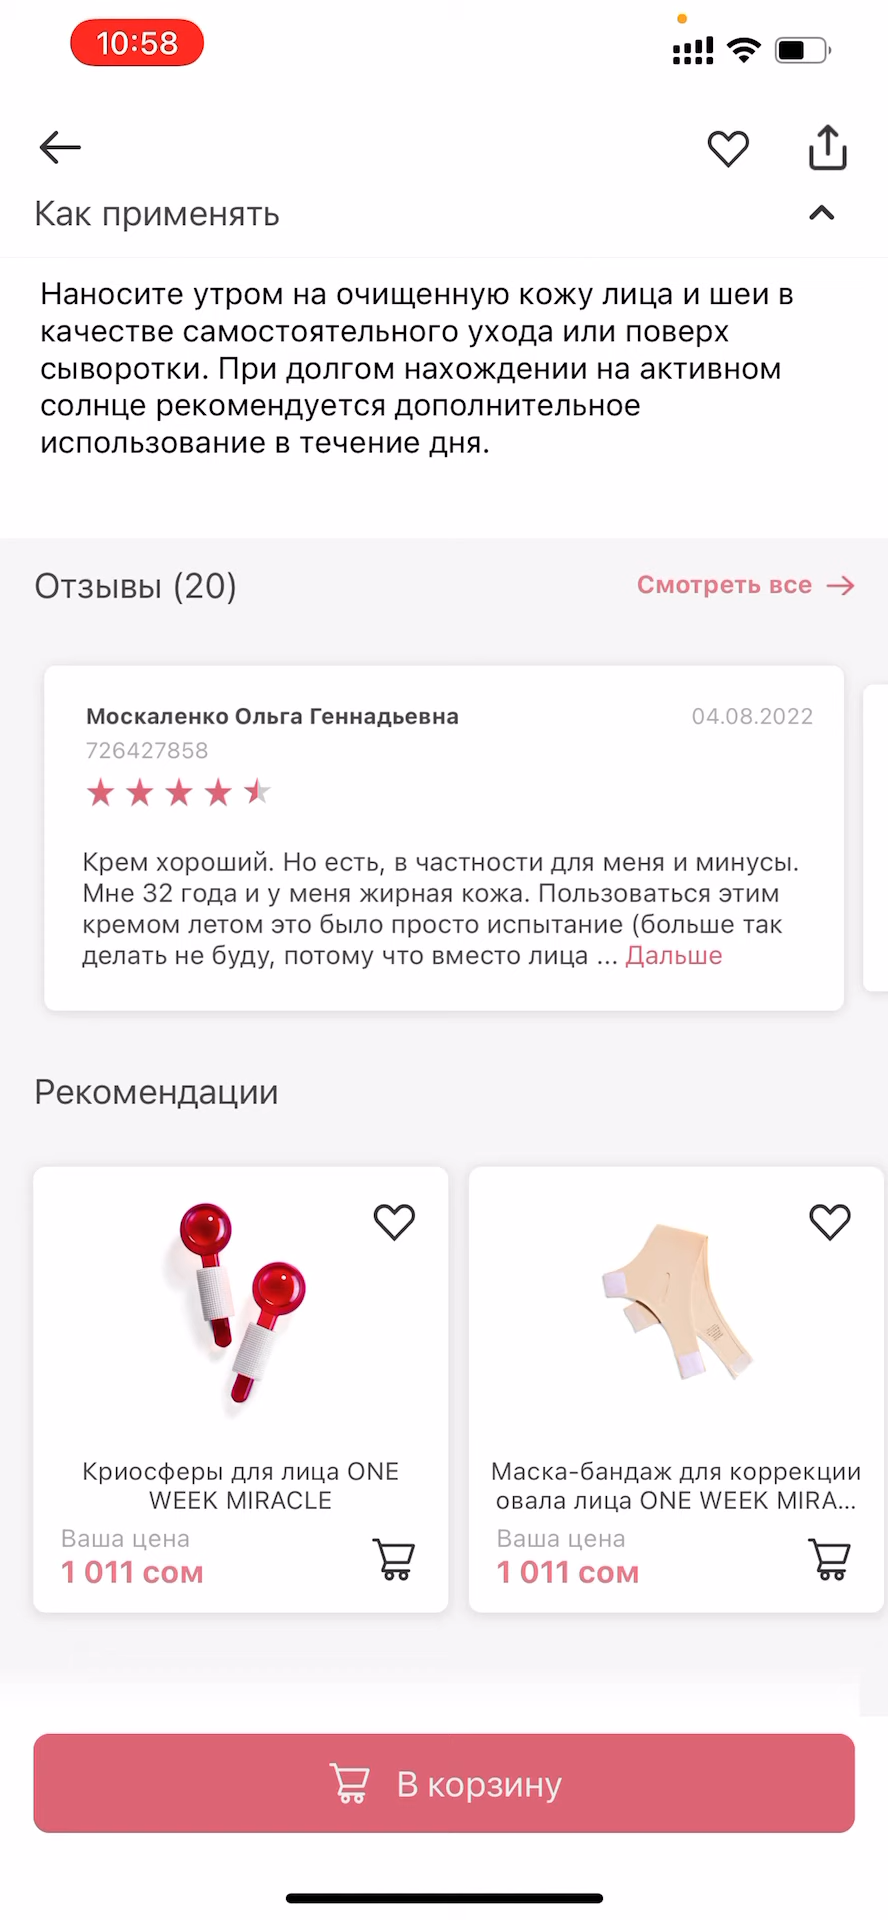 10:58
Как применять
Наносите утром на очищенную кожу лица и шеи в
качестве самостоятельного ухода или поверх
сыворотки. При долгом нахождении на активном
солнце рекомендуется дополнительное
использование в течение дня.
Отзывы (20)
Смотреть все →
Москаленко Ольга Геннадьевна
04.08.2022
726427858
Крем хороший. Но есть, в частности для меня и минусы.
Мне 32 года и у меня жирная кожа. Пользоваться этим
кремом летом это было просто испытание (больше так
делать не буду, потому что вместо лица ... Дальше
Рекомендации
Криосферы для лица ONE
WEEK MIRACLE
Ваша цена
1 011 сом
Маска-бандаж для коррекции
овала лица ONE WEEK MIRA...
Ваша цена
1 011 сом
В корзину